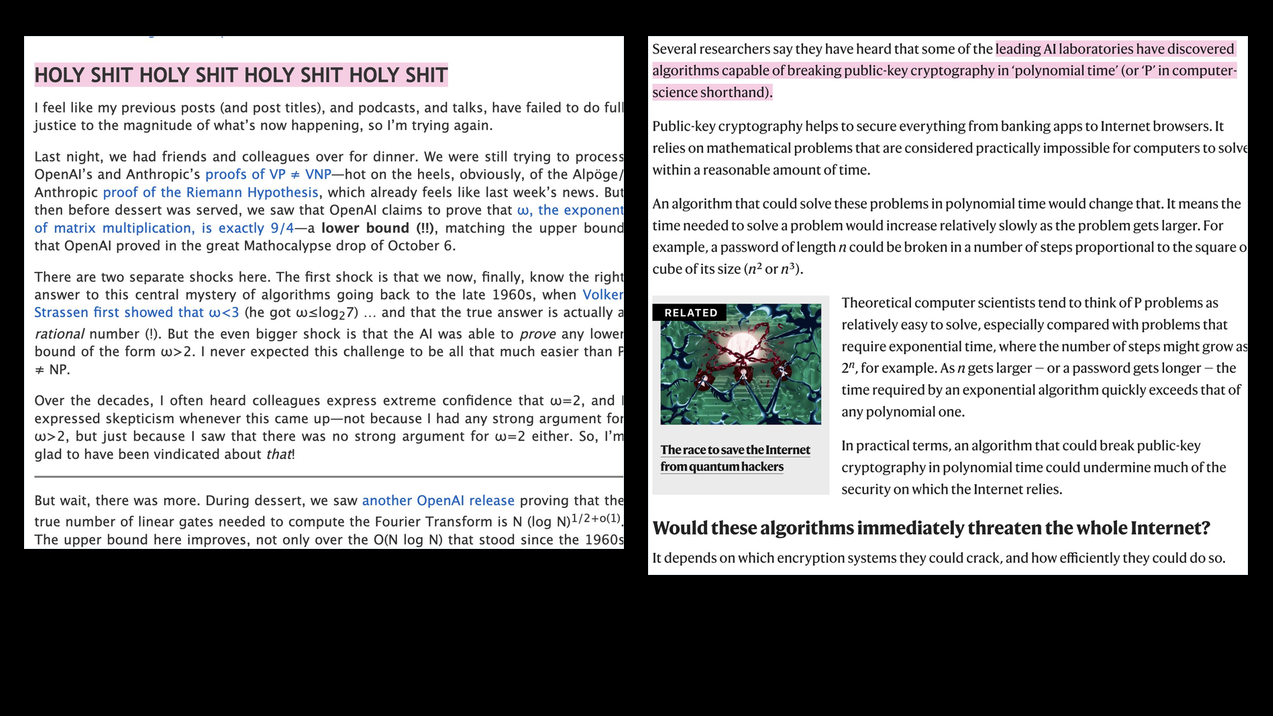 HOLY SHIT HOLY SHIT HOLY SHIT HOLY SHIT
I feel like my previous posts (and post titles), and podcasts, and talks, have failed to do full
justice to the magnitude of what's now happening, so I'm trying again.
Last night, we had friends and colleagues over for dinner. We were still trying to process
OpenAI's and Anthropic's proofs of VP ≠ VNP—hot on the heels, obviously, of the Alpöge/
Anthropic proof of the Riemann Hypothesis, which already feels like last week's news. But
then before dessert was served, we saw that OpenAI claims to prove that ω, the exponent
of matrix multiplication, is exactly 9/4—a lower bound (!!), matching the upper bound
that OpenAI proved in the great Mathocalypse drop of October 6.
There are two separate shocks here. The first shock is that we now, finally, know the right
answer to this central mystery of algorithms going back to the late 1960s, when Volker
Strassen first showed that ω<3 (he got ω≤log₂7) … and that the true answer is actually a
rational number (!). But the even bigger shock is that the AI was able to prove any lower
bound of the form ω>2. I never expected this challenge to be all that much easier than P
≠ NP.
Over the decades, I often heard colleagues express extreme confidence that ω=2, and I
expressed skepticism whenever this came up—not because I had any strong argument for
ω>2, but just because I saw that there was no strong argument for ω=2 either. So, I'm
glad to have been vindicated about that!
But wait, there was more. During dessert, we saw another OpenAI release proving that the
true number of linear gates needed to compute the Fourier Transform is N (log N)^1/2+o(1).
The upper bound here improves, not only over the O(N log N) that stood since the 1960s
Several researchers say they have heard that some of the leading AI laboratories have discovered
algorithms capable of breaking public-key cryptography in 'polynomial time' (or 'P' in computer-
science shorthand).
Public-key cryptography helps to secure everything from banking apps to Internet browsers. It
relies on mathematical problems that are considered practically impossible for computers to solve
within a reasonable amount of time.
An algorithm that could solve these problems in polynomial time would change that. It means the
time needed to solve a problem would increase relatively slowly as the problem gets larger. For
example, a password of length n could be broken in a number of steps proportional to the square o
cube of its size (n² or n³).
RELATED
The race to save the Internet
from quantum hackers
Theoretical computer scientists tend to think of P problems as
relatively easy to solve, especially compared with problems that
require exponential time, where the number of steps might grow as
2ⁿ, for example. As n gets larger – or a password gets longer – the
time required by an exponential algorithm quickly exceeds that of
any polynomial one.
In practical terms, an algorithm that could break public-key
cryptography in polynomial time could undermine much of the
security on which the Internet relies.
Would these algorithms immediately threaten the whole Internet?
It depends on which encryption systems they could crack, and how efficiently they could do so.